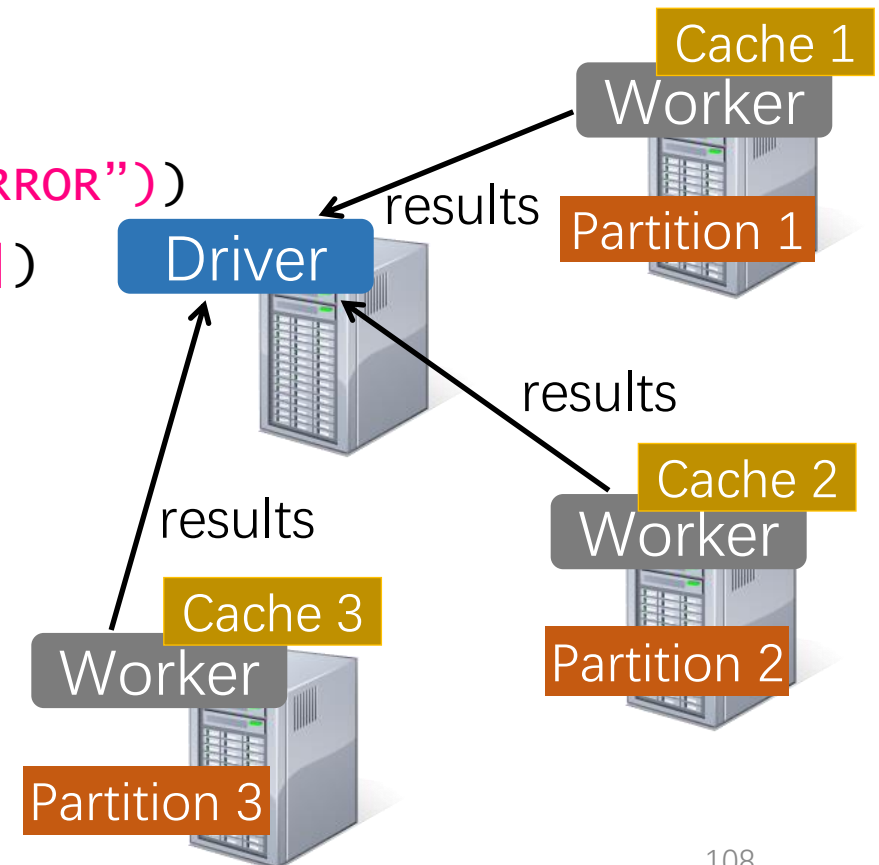 Cache 1
Worker
RROR”))
results
Partition 1
])
Driver
results
Cache 2
results
Worker
Cache 3
Partition 2
Worker
Partition 3
108